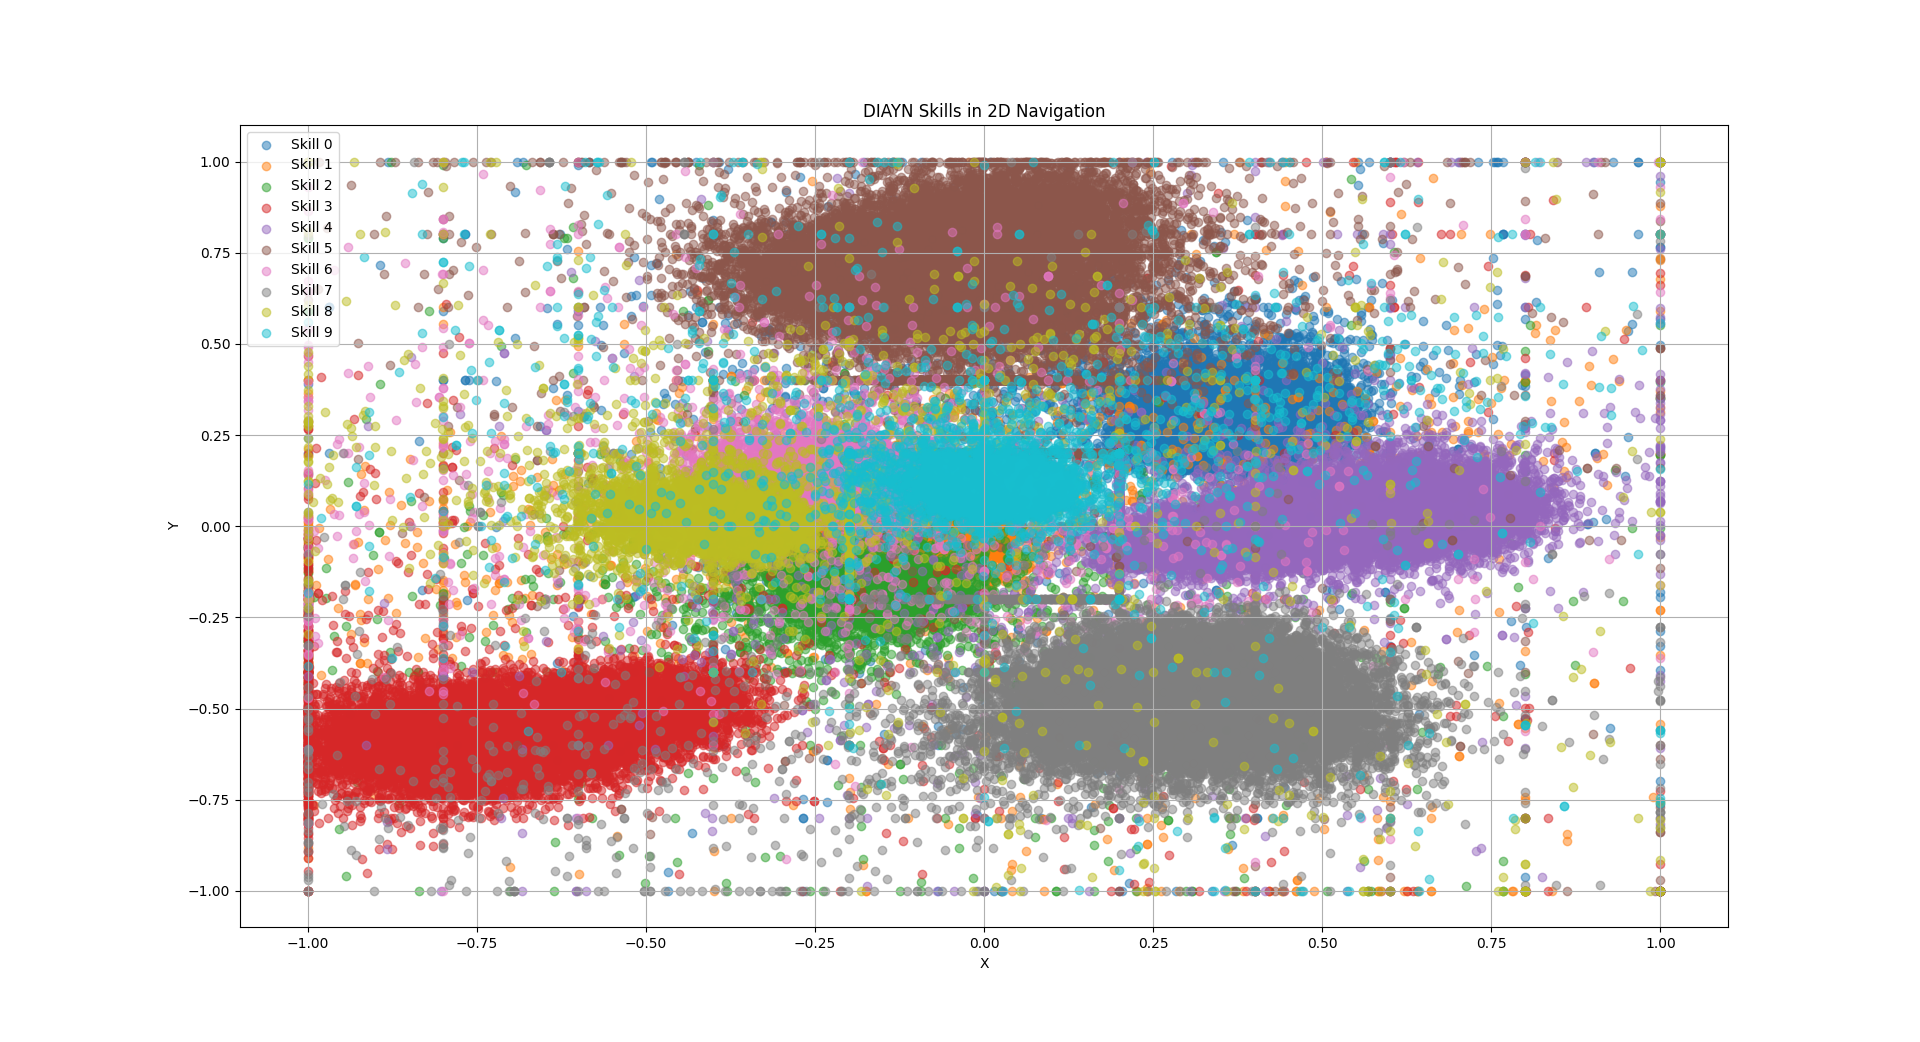 DIAYN Skills in 2D Navigation
Skill 0
Skill 1
Skill 2
Skill 3
Skill 4
Skill 5
Skill 6
Skill 7
Skill 8
Skill 9
1.00
0.75
0.50
0.25
0.00
−0.25
−0.50
−0.75
−1.00
Y
−1.00 −0.75 −0.50 −0.25 0.00 0.25 0.50 0.75 1.00
X